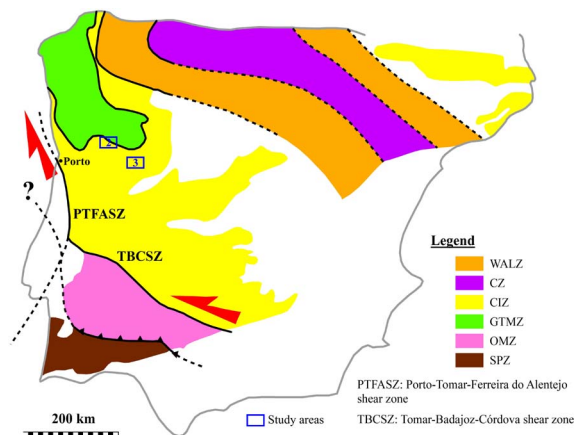 2
Porto
3
?
PTFASZ
TBCSZ
Legend
WALZ
CZ
CIZ
GTMZ
OMZ
SPZ
PTFASZ: Porto-Tomar-Ferreira do Alentejo
shear zone
200 km
Study areas
TBCSZ: Tomar-Badajoz-Córdova shear zone